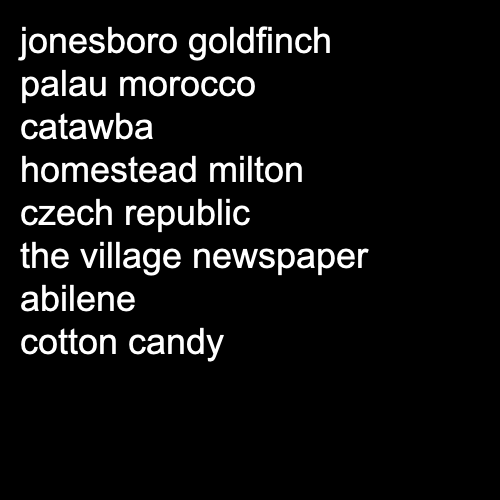 jonesboro goldfinch
palau morocco
catawba
homestead milton
czech republic
the village newspaper
abilene
cotton candy